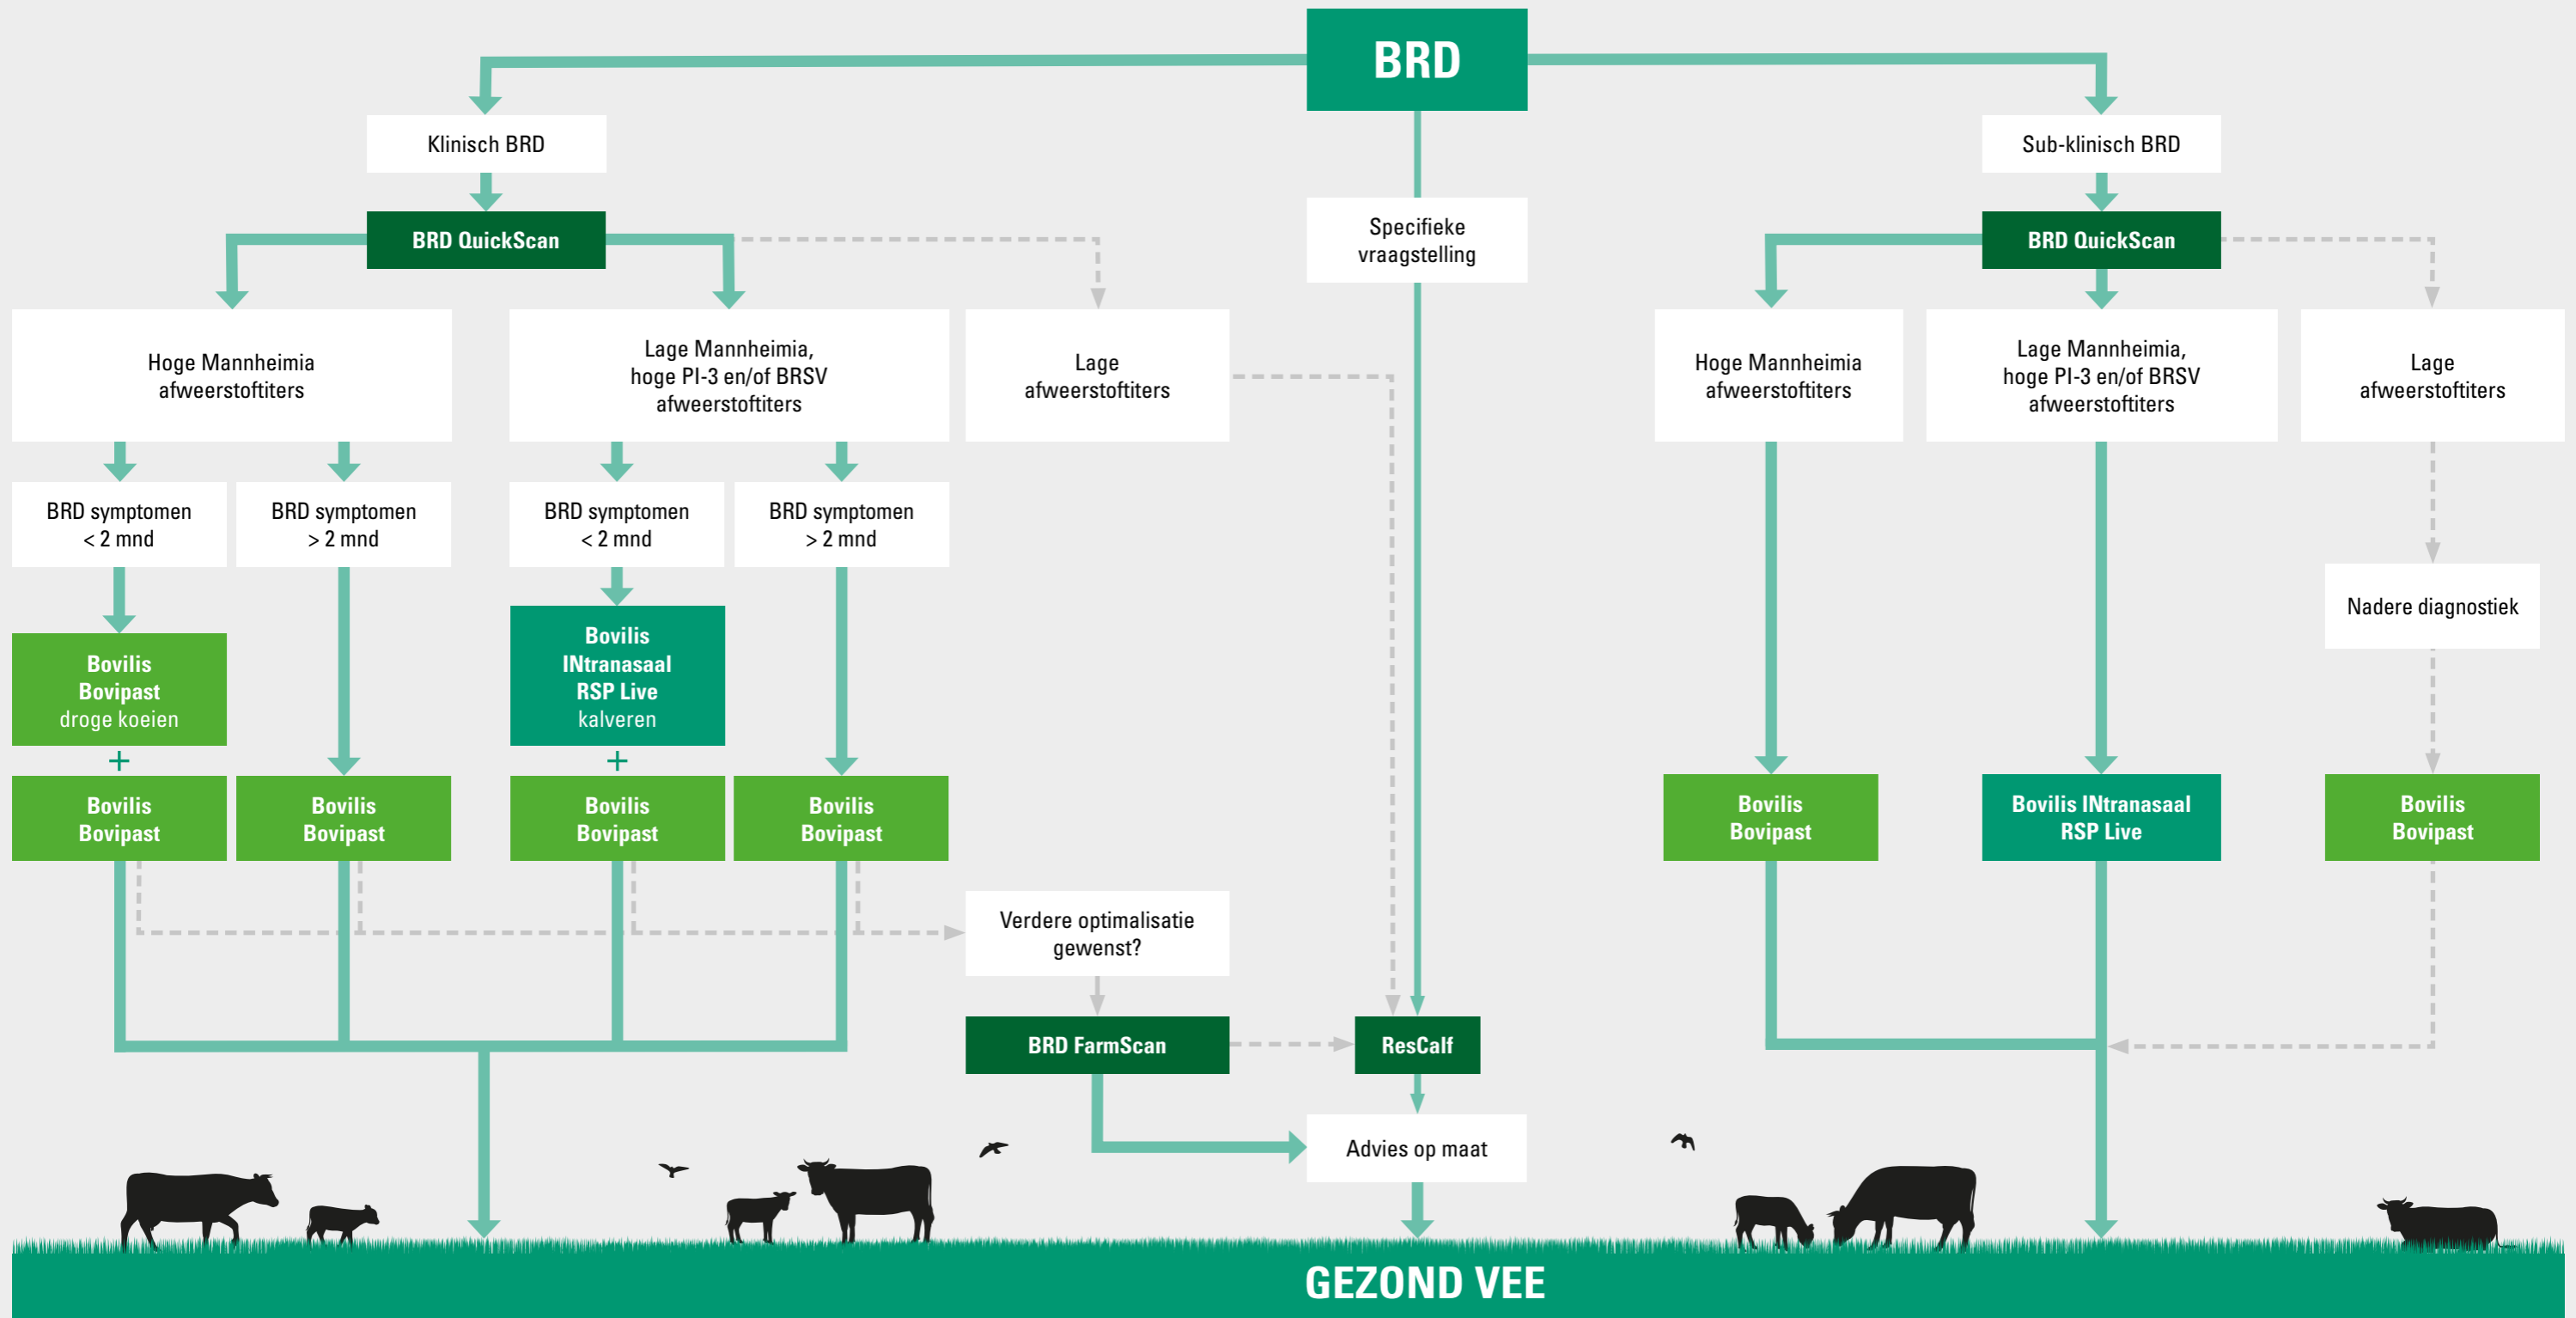 BRD
Klinisch BRD
Sub-klinisch BRD
BRD QuickScan
Specifieke
vraagstelling
BRD QuickScan
Hoge Mannheimia
afweerstoftiters
Lage Mannheimia,
hoge PI-3 en/of BRSV
afweerstoftiters
Lage
afweerstoftiters
Hoge Mannheimia
afweerstoftiters
Lage Mannheimia,
hoge PI-3 en/of BRSV
afweerstoftiters
Lage
afweerstoftiters
BRD symptomen
< 2 mnd
BRD symptomen
> 2 mnd
BRD symptomen
< 2 mnd
BRD symptomen
> 2 mnd
Nadere diagnostiek
Bovilis
Bovipast
droge koeien
Bovilis
INtranasaal
RSP Live
kalveren
+
+
Bovilis
Bovipast
Bovilis
Bovipast
Bovilis
Bovipast
Bovilis
Bovipast
Bovilis
Bovipast
Bovilis INtranasaal
RSP Live
Bovilis
Bovipast
Verdere optimalisatie
gewenst?
BRD FarmScan
ResCalf
Advies op maat
GEZOND VEE